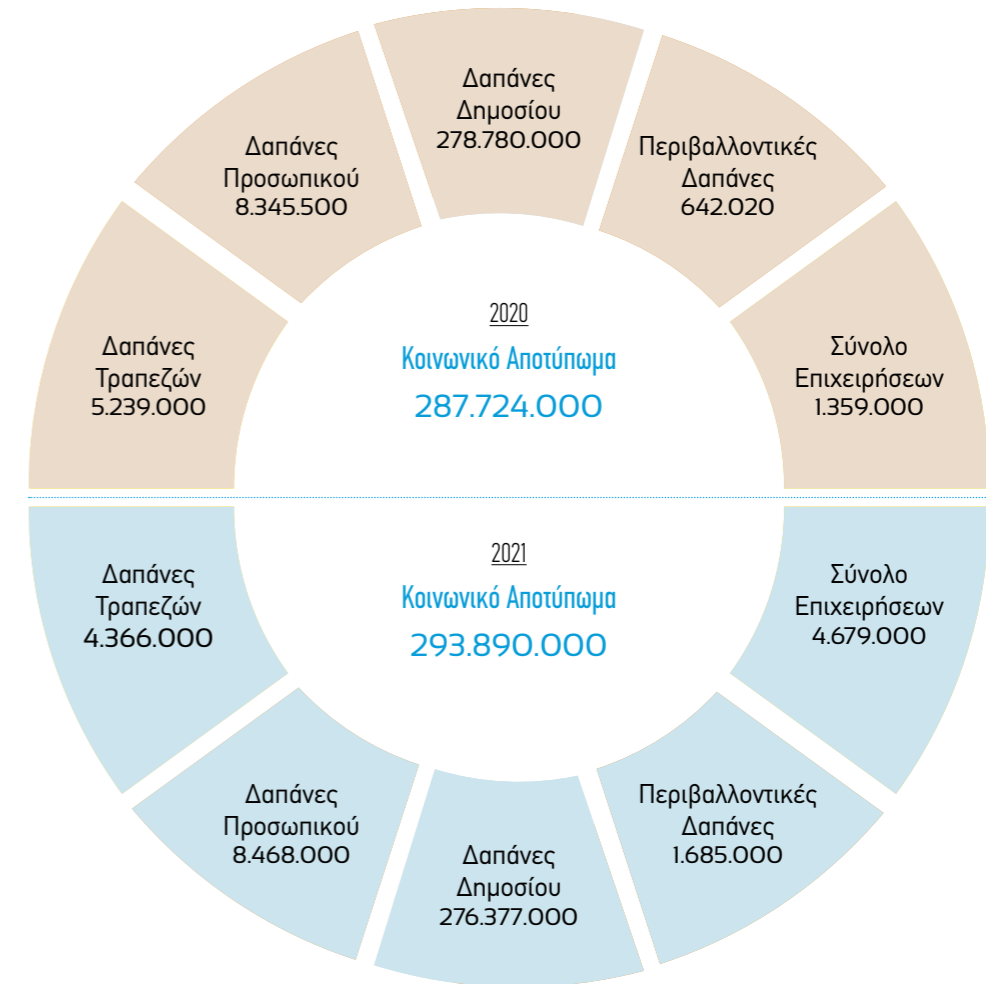 Δαπάνες
Δημοσίου
278.780.000
Δαπάνες
Προσωπικού
8.345.500
Περιβαλλοντικές
Δαπάνες
642.020
Δαπάνες
Τραπεζών
5.239.000
Σύνολο
Επιχειρήσεων
1.359.000
2020
Κοινωνικό Αποτύπωμα
287.724.000
2021
Κοινωνικό Αποτύπωμα
293.890.000
Δαπάνες
Τραπεζών
4.366.000
Σύνολο
Επιχειρήσεων
4.679.000
Δαπάνες
Προσωπικού
8.468.000
Περιβαλλοντικές
Δαπάνες
1.685.000
Δαπάνες
Δημοσίου
276.377.000